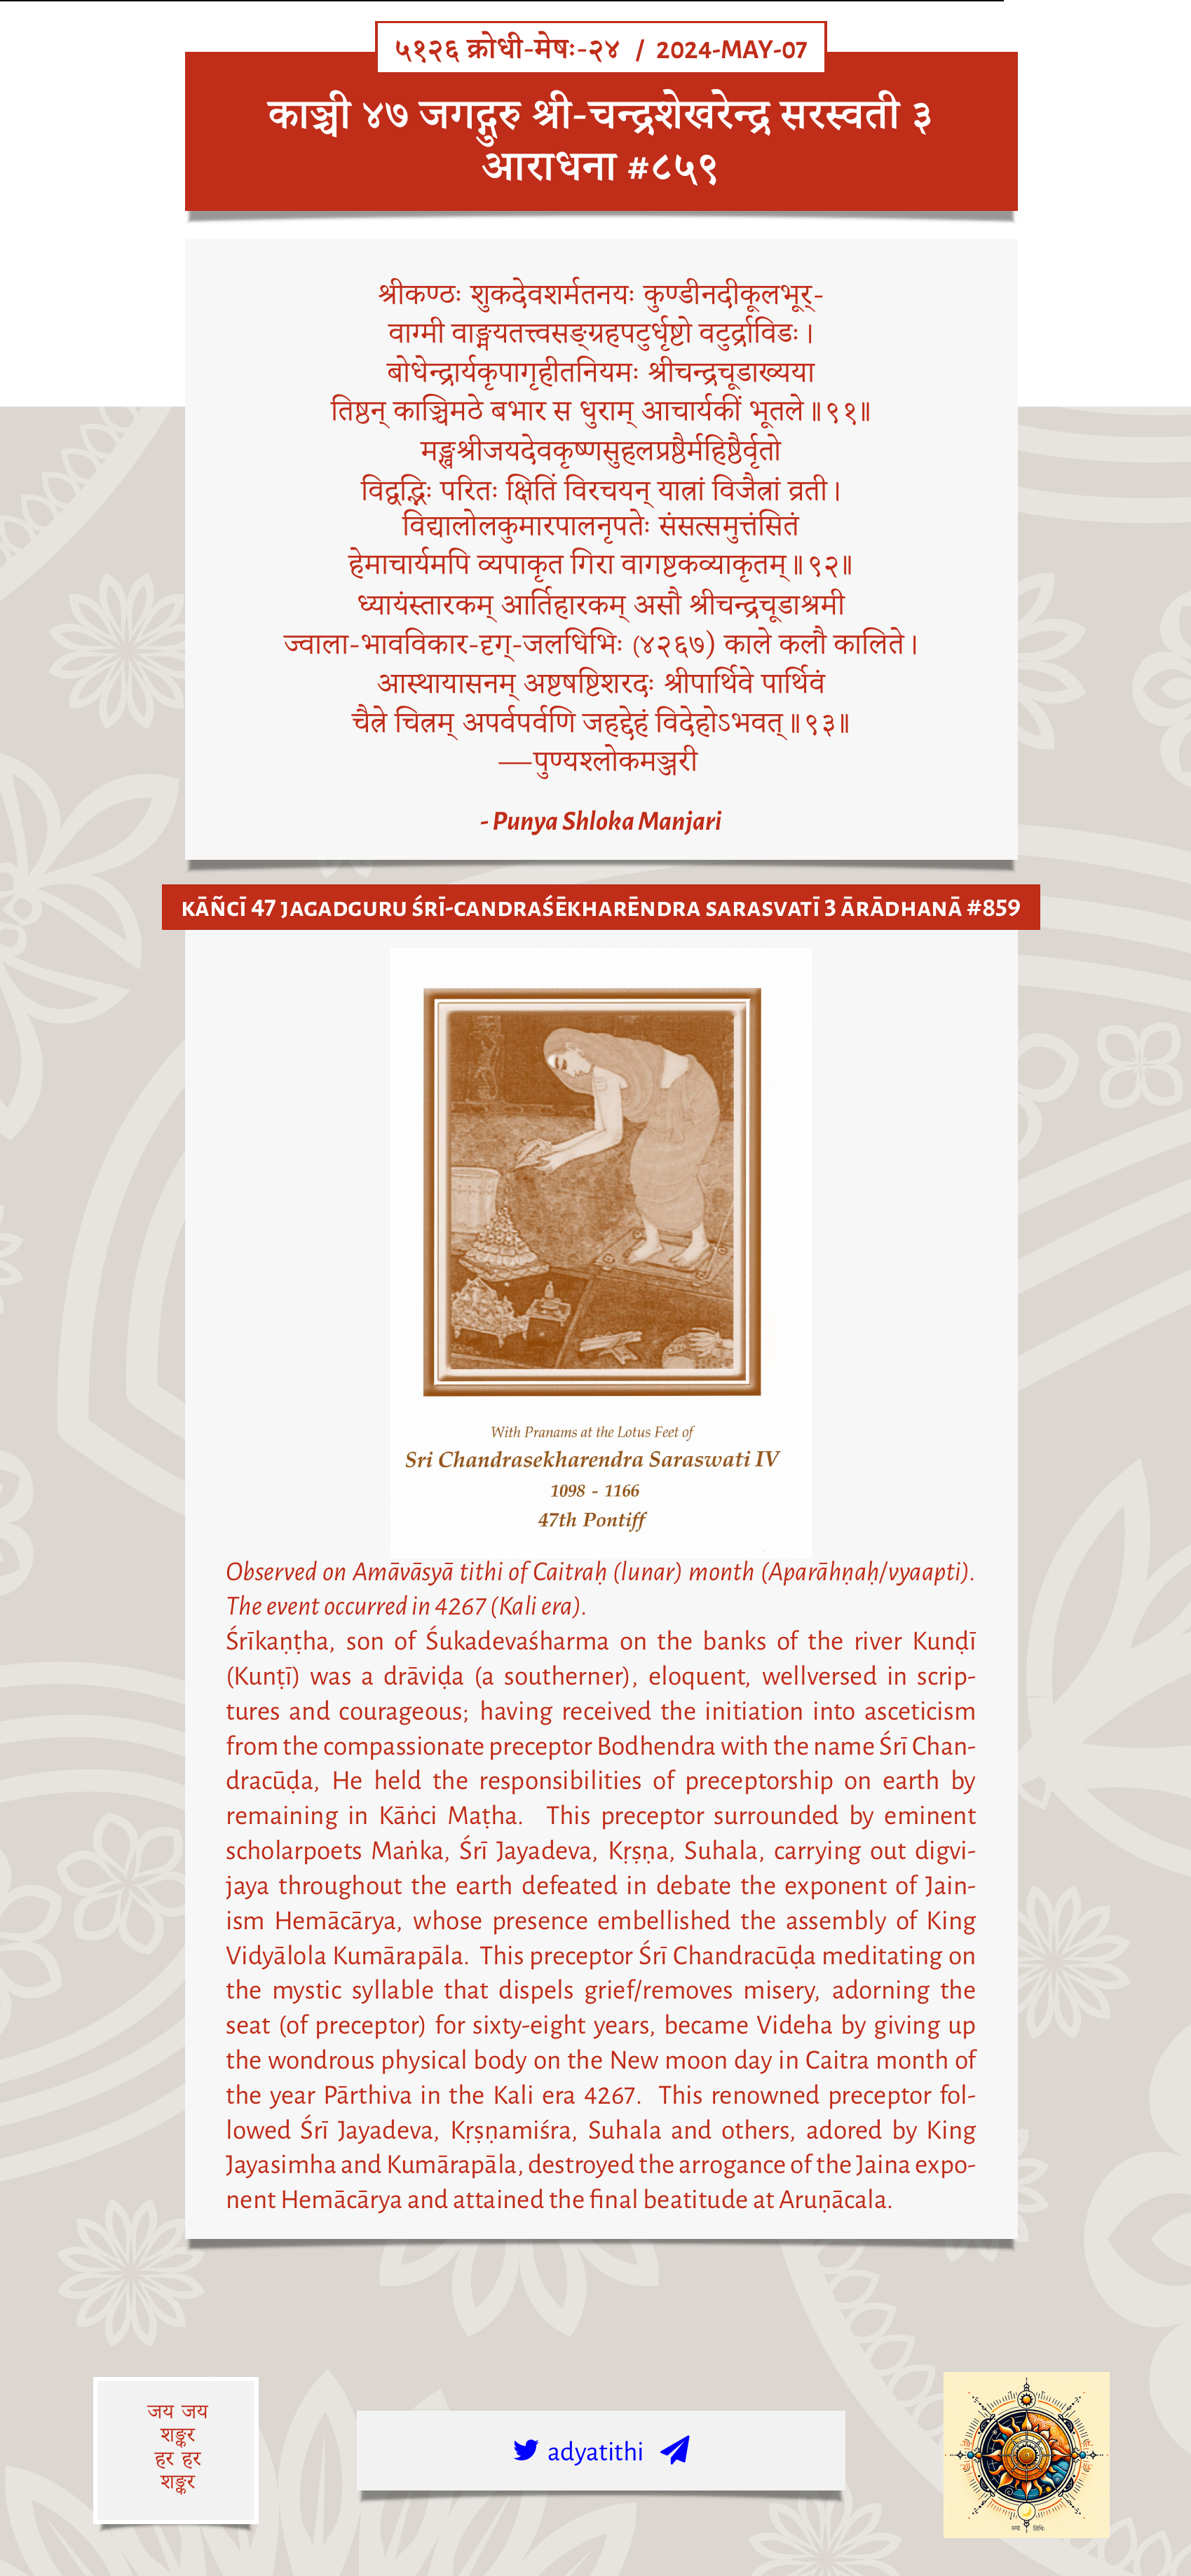 ५१२६ क्रोधी-मेषः-२४ / 2024-MAY-07
काञ्ची ४७ जगद्गुरु श्री-चन्द्रशेखरेन्द्र सरस्वती ३
आराधना #८५९
श्रीकण्ठः शुकदेवशर्मतनयः कुण्डीनदीकूलभूर्-
वाग्मी वाङ्मयतत्त्वसङ्ग्रहपटुर्धृष्टो वटुर्द्राविडः।
बोधेन्द्रार्यकृपागृहीतनियमः श्रीचन्द्रचूडाख्यया
तिष्ठन् काञ्चिमठे बभार स धुराम् आचार्यकीं भूतले॥९१॥
मङ्खश्रीजयदेवकृष्णसुहलप्रष्ठैर्महिष्ठैर्वृतो
विद्वद्भिः परितः क्षितिं विरचयन् यात्रां विजैत्रां व्रती।
विद्यालोलकुमारपालनृपतेः संसत्समुत्तंसितं
हेमाचार्यमपि व्यपाकृत गिरा वागष्टकव्याकृतम्॥९२॥
ध्यायंस्तारकम् आर्तिहारकम् असौ श्रीचन्द्रचूडाश्रमी
ज्वाला-भावविकार-दृग्-जलधिभिः (४२६७) काले कलौ कालिते।
आस्थायासनम् अष्टषष्टिशरदः श्रीपार्थिवे पार्थिवं
चैत्रे चित्रम् अपर्वपर्वणि जहद्देहं विदेहोऽभवत्॥९३॥
—पुण्यश्लोकमञ्जरी
- Punya Shloka Manjari
KĀÑCĪ 47 JAGADGURU ŚRĪ-CANDRAŚĒKHARĒNDRA SARASVATĪ 3 ĀRĀDHANĀ #859
With Pranams at the Lotus Feet of
Sri Chandrasekharendra Saraswati IV
1098 - 1166
47th Pontiff
Observed on Amāvāsyā tithi of Caitraḥ (lunar) month (Aparāhṇaḥ/vyaapti).
The event occurred in 4267 (Kali era).
Śrīkaṇṭha, son of Śukadevaśharma on the banks of the river Kunḍī
(Kunṭī) was a drāviḍa (a southerner), eloquent, wellversed in scrip-
tures and courageous; having received the initiation into asceticism
from the compassionate preceptor Bodhendra with the name Śrī Chan-
dracūḍa, He held the responsibilities of preceptorship on earth by
remaining in Kāṅci Maṭha. This preceptor surrounded by eminent
scholarpoets Maṅka, Śrī Jayadeva, Kṛṣṇa, Suhala, carrying out digvi-
jaya throughout the earth defeated in debate the exponent of Jain-
ism Hemācārya, whose presence embellished the assembly of King
Vidyālola Kumārapāla. This preceptor Śrī Chandracūḍa meditating on
the mystic syllable that dispels grief/removes misery, adorning the
seat (of preceptor) for sixty-eight years, became Videha by giving up
the wondrous physical body on the New moon day in Caitra month of
the year Pārthiva in the Kali era 4267. This renowned preceptor fol-
lowed Śrī Jayadeva, Kṛṣṇamiśra, Suhala and others, adored by King
Jayasimha and Kumārapāla, destroyed the arrogance of the Jaina expo-
nent Hemācārya and attained the final beatitude at Aruṇācala.
जय जय
शङ्कर
हर हर
शङ्कर
adyatithi
अद्य तिथिः